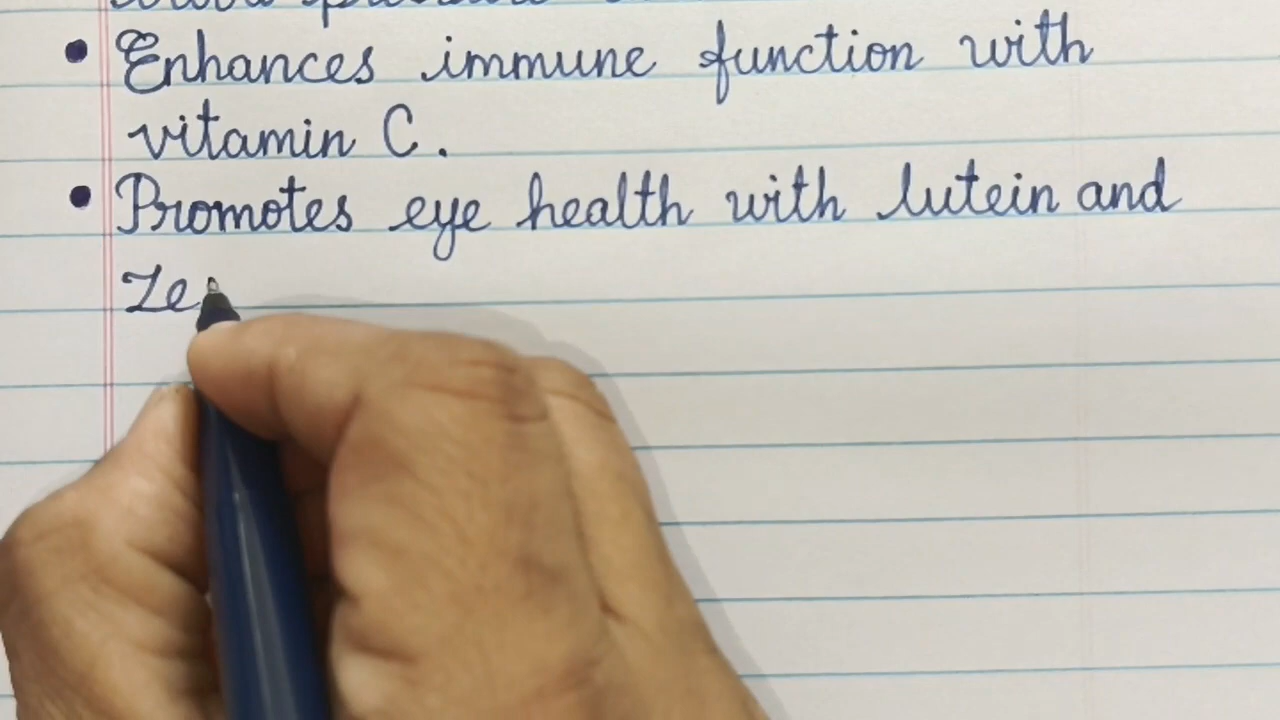 Enhances immune function with
vitamin C.
Promotes eye health with lutein and
Ze